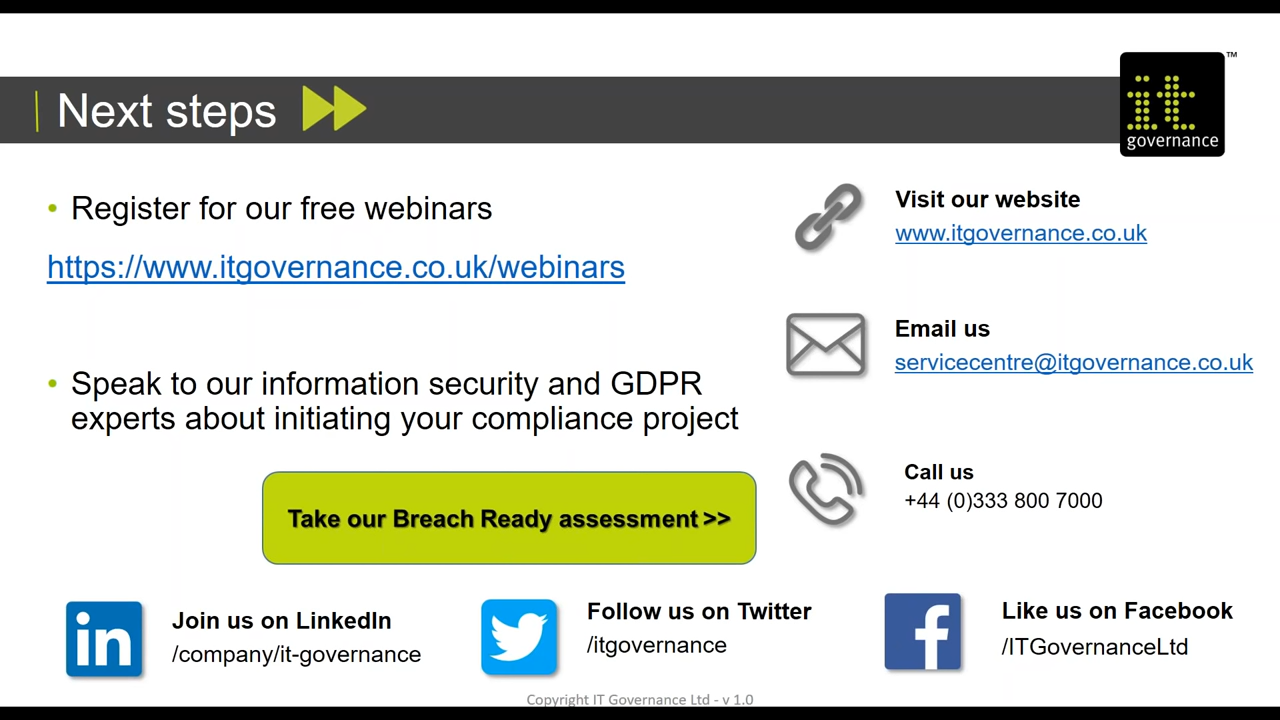 Next steps
it
governance
™
• Register for our free webinars
https://www.itgovernance.co.uk/webinars
• Speak to our information security and GDPR
experts about initiating your compliance project
Take our Breach Ready assessment >>
Visit our website
www.itgovernance.co.uk
Email us
servicecentre@itgovernance.co.uk
Call us
+44 (0)333 800 7000
in
Join us on LinkedIn
/company/it-governance
Follow us on Twitter
/itgovernance
f
Like us on Facebook
/ITGovernanceLtd
Copyright IT Governance Ltd - v 1.0